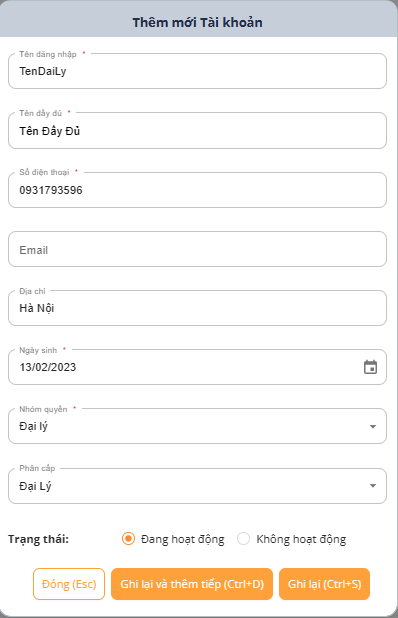 Thêm mới Tài khoản
Tên đăng nhập *
TenDaiLy
Tên đầy đủ *
Tên Đầy Đủ
Số điện thoại *
0931793596
Email
Địa chỉ
Hà Nội
Ngày sinh *
13/02/2023
Nhóm quyền *
Đại lý
Phân cấp
Đại Lý
Trạng thái: Đang hoạt động Không hoạt động
Đóng (Esc) Ghi lại và thêm tiếp (Ctrl+D) Ghi lại (Ctrl+S)